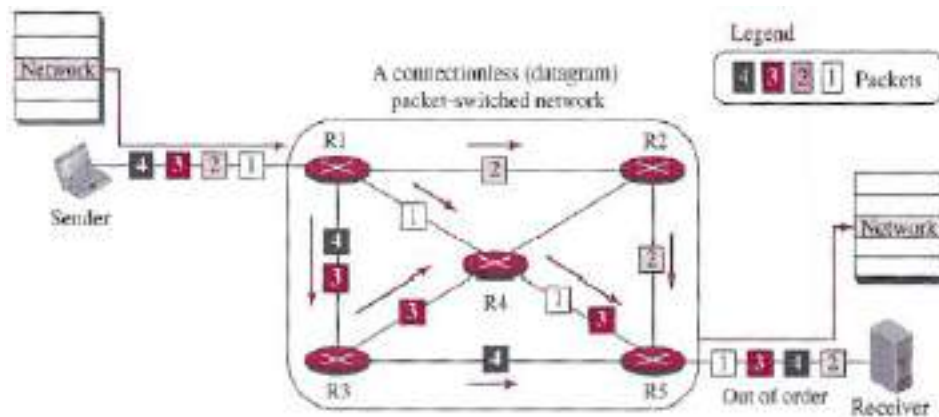 Legend
Network
4 3 2 1 Packets
A connectionless (datagram)
packet-switched network
R1
R2
4 3 2 1
2
Sender
1
Network
4
2
3
R4
3
1
3
4
1 3 4 2
R3
R5
Out of order
Receiver